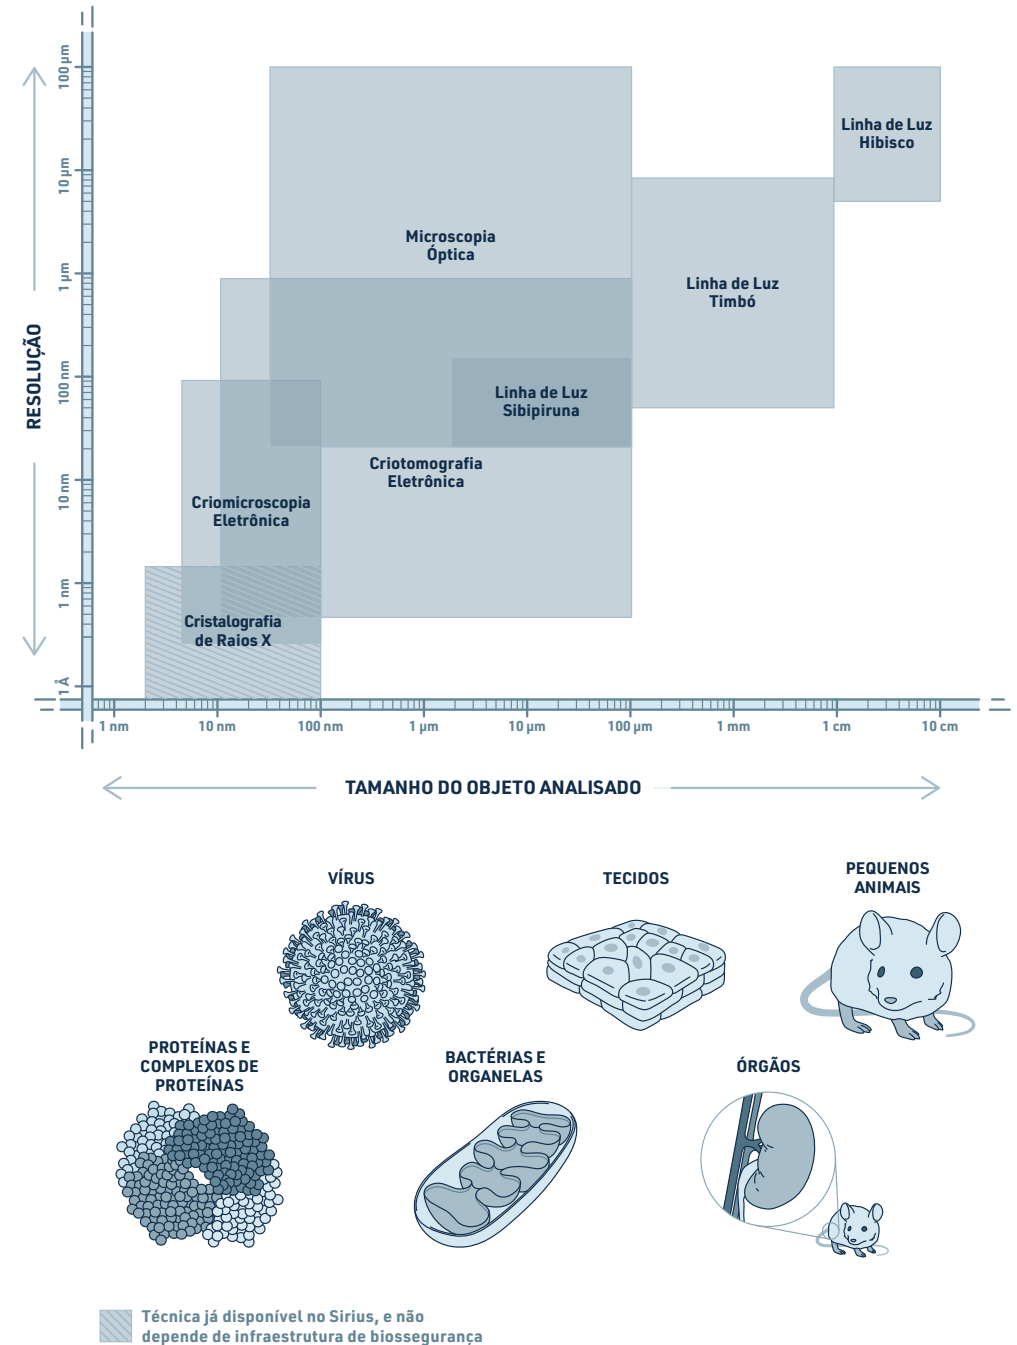 RESOLUÇÃO
100 µm
10 µm
1 µm
100 nm
10 nm
1 nm
1 Å
Linha de Luz
Hibisco
Microscopia
Óptica
Linha de Luz
Timbó
Linha de Luz
Sibipiruna
Criotomografia
Eletrônica
Criomicroscopia
Eletrônica
Cristalografia
de Raios X
1 nm
10 nm
100 nm
1 µm
10 µm
100 µm
1 mm
1 cm
10 cm
TAMANHO DO OBJETO ANALISADO
VÍRUS
TECIDOS
PEQUENOS
ANIMAIS
PROTEÍNAS E
COMPLEXOS DE
PROTEÍNAS
BACTÉRIAS E
ORGANELAS
ÓRGÃOS
Técnica já disponível no Sirius, e não
depende de infraestrutura de biossegurança